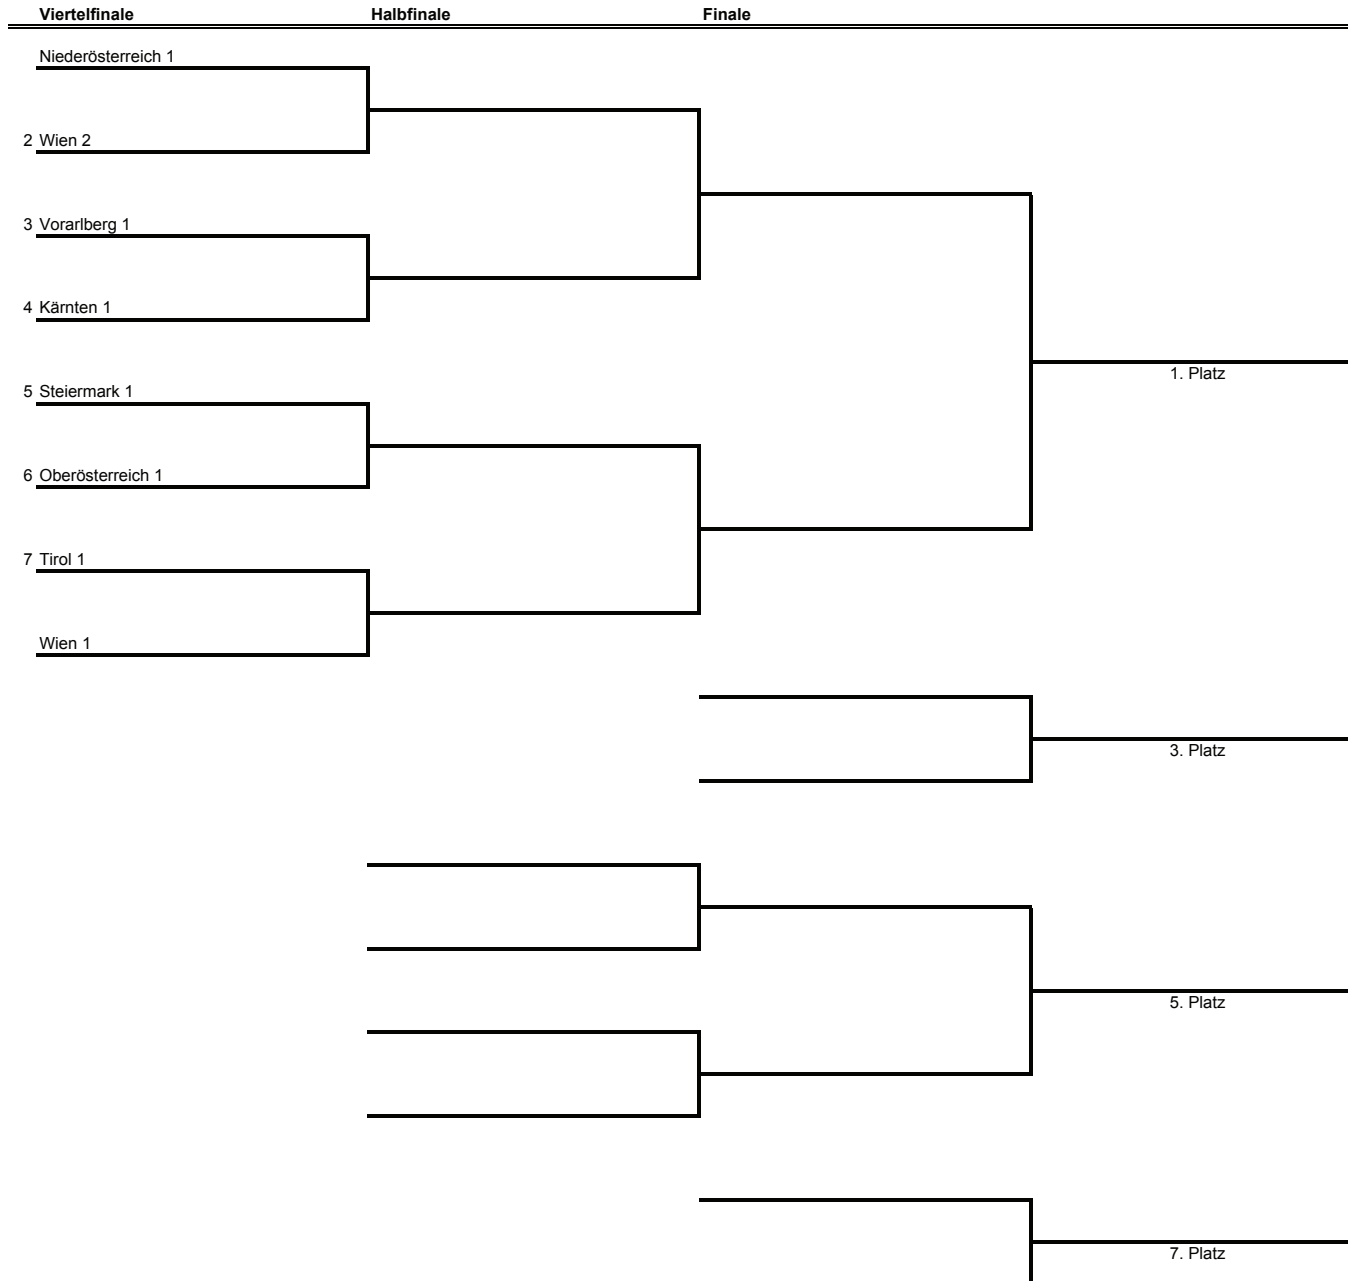 Viertelfinale Halbfinale Finale
Niederösterreich 1
2 Wien 2
3 Vorarlberg 1
4 Kärnten 1
1. Platz
5 Steiermark 1
6 Oberösterreich 1
7 Tirol 1
Wien 1
3. Platz
5. Platz
7. Platz